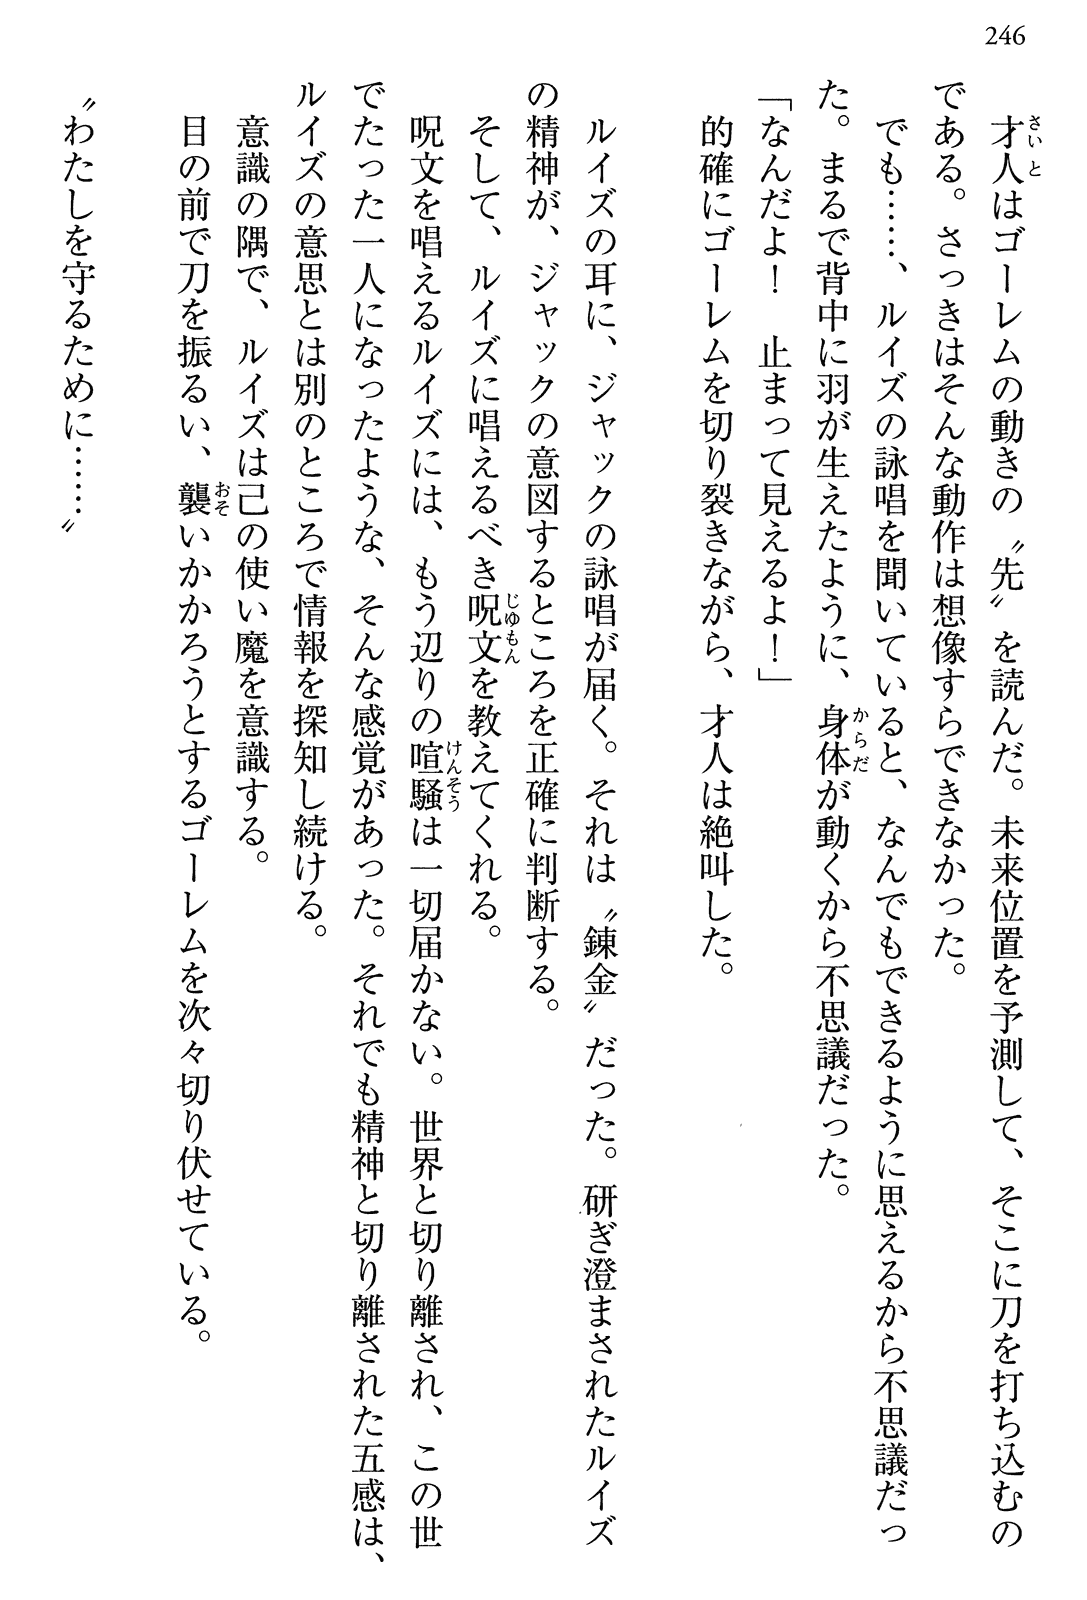 246
才人はゴーレムの動きの〝先〟を読んだ。未来位置を予測して、そこに刀を打ち込むの
である。さっきはそんな動作は想像すらできなかった。
でも……、ルイズの詠唱を聞いていると、なんでもできるように思えるから不思議だっ
た。まるで背中に羽が生えたように、身体が動くから不思議だった。
「なんだよ！　止まって見えるよ！」
的確にゴーレムを切り裂きながら、才人は絶叫した。
ルイズの耳に、ジャックの詠唱が届く。それは〝錬金〟だった。研ぎ澄まされたルイズ
の精神が、ジャックの意図するところを正確に判断する。
そして、ルイズに唱えるべき呪文を教えてくれる。
呪文を唱えるルイズには、もう辺りの喧騒は一切届かない。世界と切り離され、この世
でたった一人になったような、そんな感覚があった。それでも精神と切り離された五感は、
ルイズの意思とは別のところで情報を探知し続ける。
意識の隅で、ルイズは己の使い魔を意識する。
目の前で刀を振るい、襲いかかろうとするゴーレムを次々切り伏せている。
〝わたしを守るために……〟